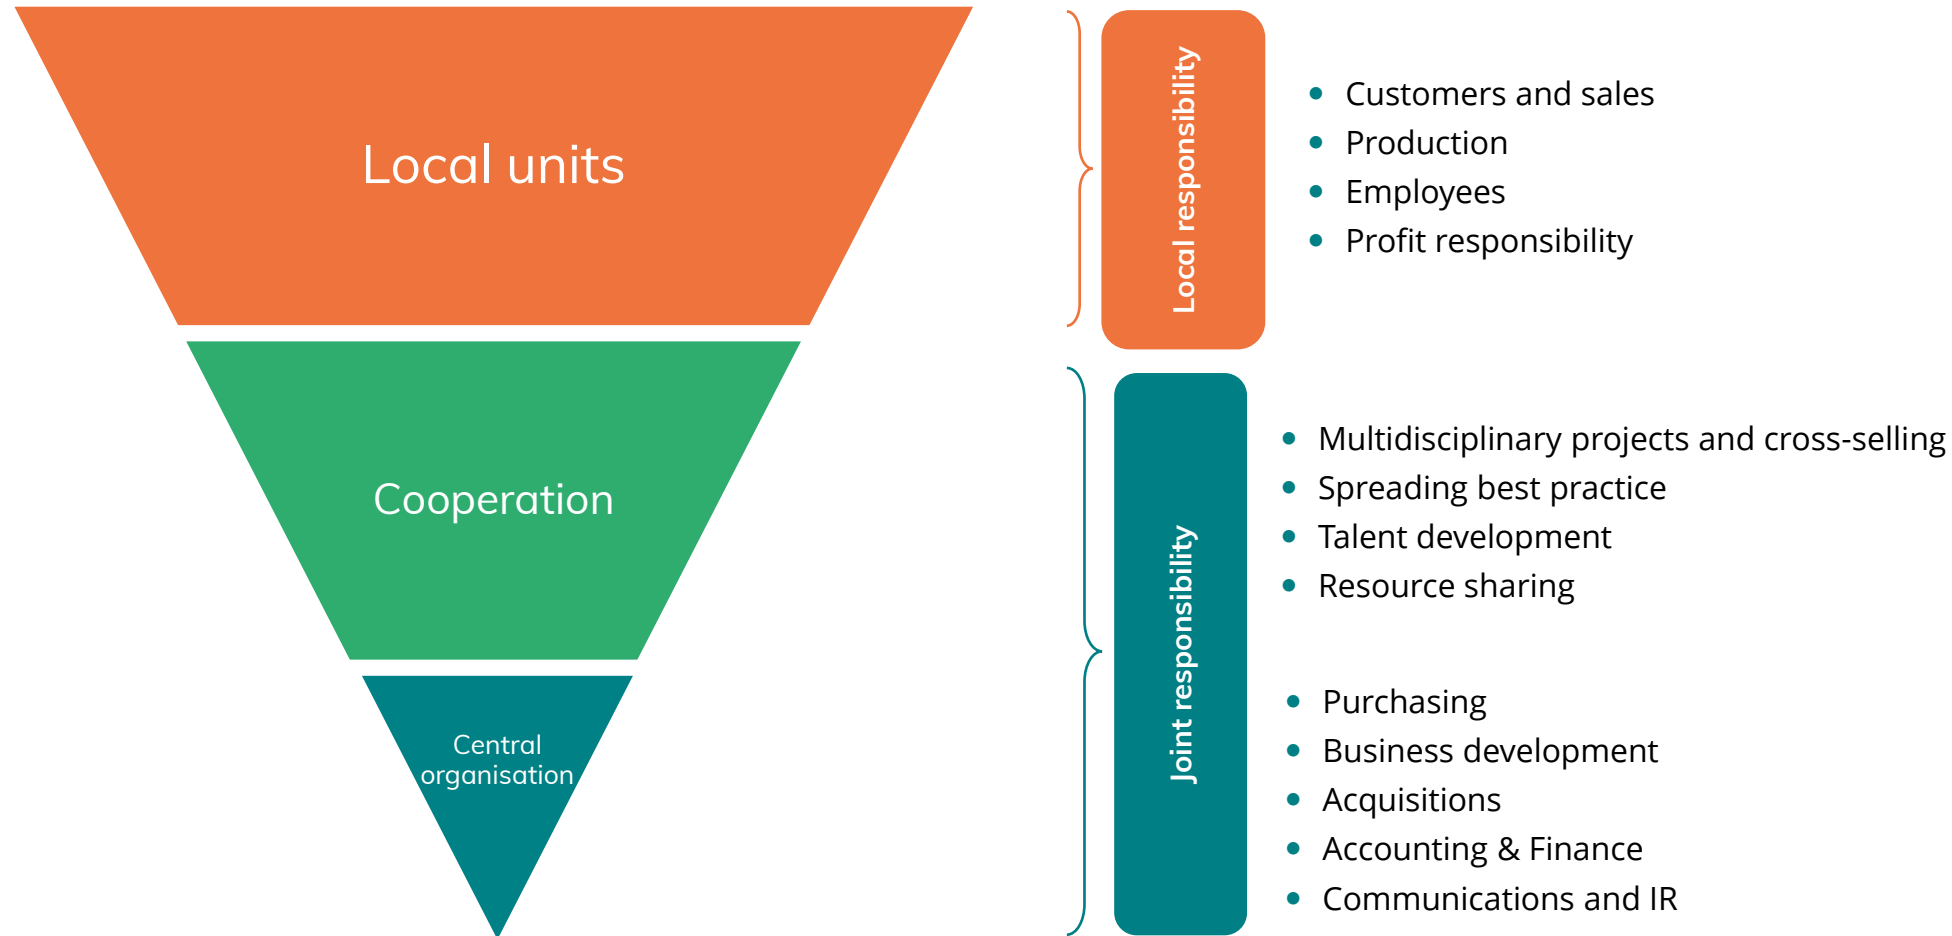 Local units
Local responsibility
Customers and sales
Production
Employees
Profit responsibility
Cooperation
Joint responsibility
Multidisciplinary projects and cross-selling
Spreading best practice
Talent development
Resource sharing
Central
organisation
Purchasing
Business development
Acquisitions
Accounting & Finance
Communications and IR